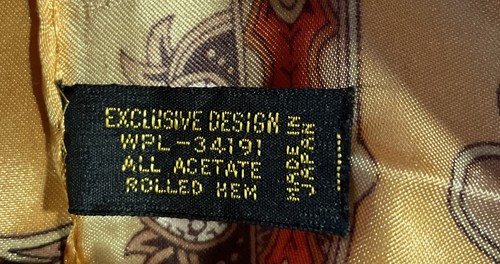 EXCLUSIVE DESIGN
WPL-34191
ALL ACETATE
ROLLED HEM
MADE IN
JAPAN